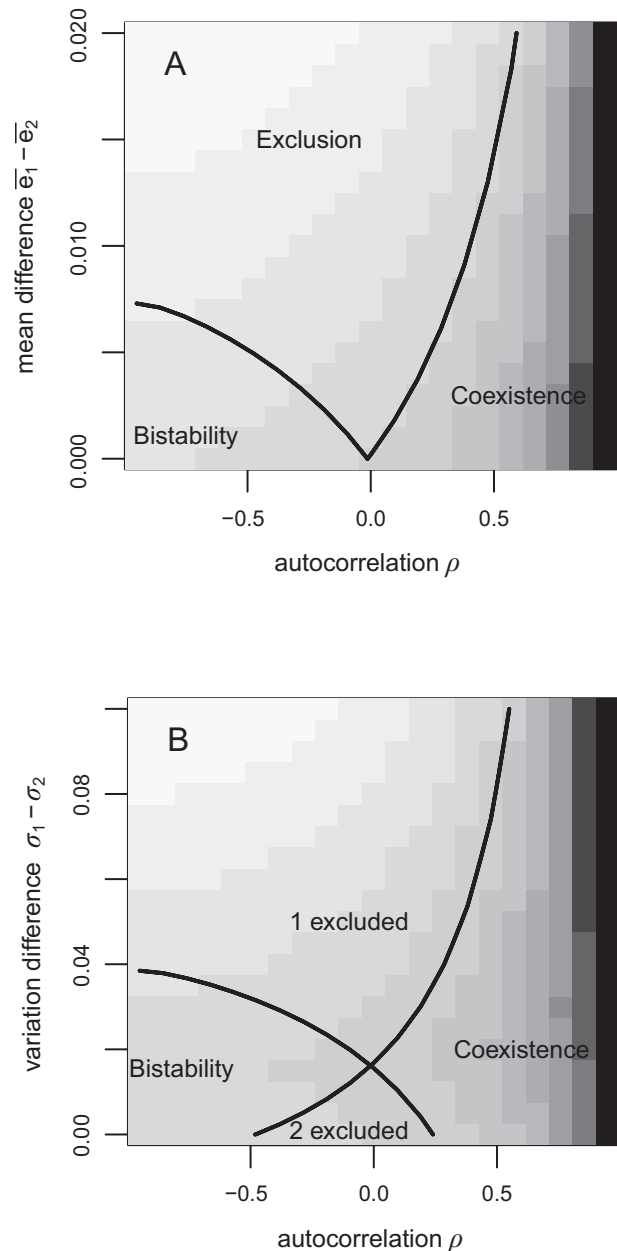 A
Exclusion
Coexistence
Bistability
0.020
0.010
0.000
mean difference e̅₁ − e̅₂
−0.5 0.0 0.5
autocorrelation ρ
B
1 excluded
Bistability
Coexistence
2 excluded
0.08
0.04
0.00
variation difference σ₁ − σ₂
−0.5 0.0 0.5
autocorrelation ρ